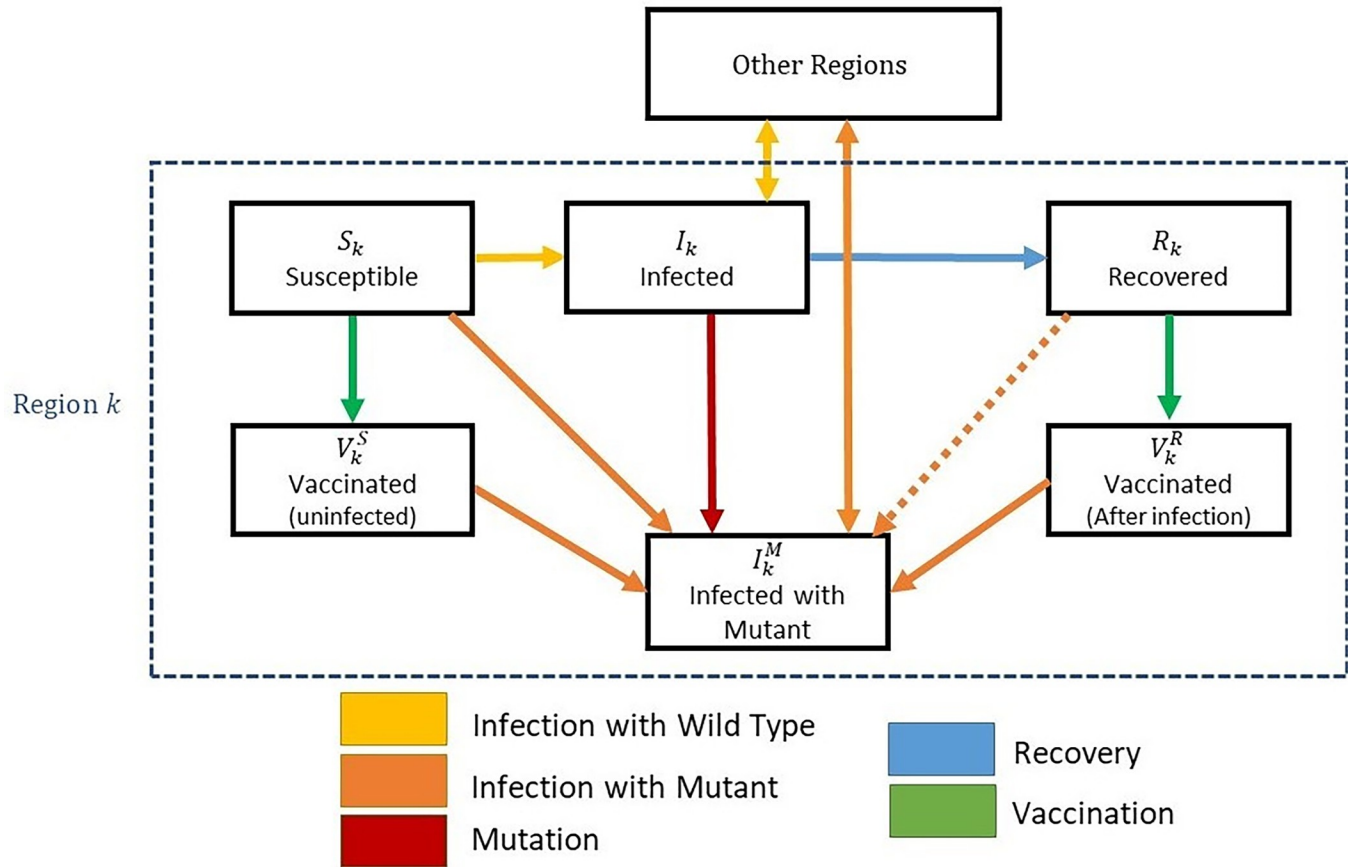 Other Regions
S_k
Susceptible
I_k
Infected
R_k
Recovered
Region k
V_k^S
Vaccinated
(uninfected)
V_k^R
Vaccinated
(After infection)
I_k^M
Infected with
Mutant
Infection with Wild Type
Infection with Mutant
Mutation
Recovery
Vaccination